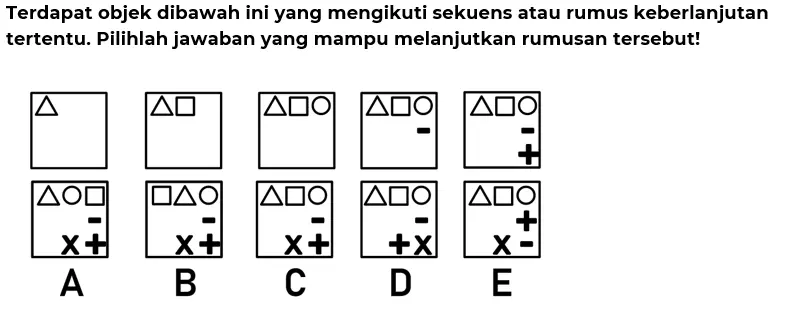 Terdapat objek dibawah ini yang mengikuti sekuens atau rumus keberlanjutan
tertentu. Pilihlah jawaban yang mampu melanjutkan rumusan tersebut!
-
-
+
- - - - +
x+ x+ x+ +x x-
A B C D E